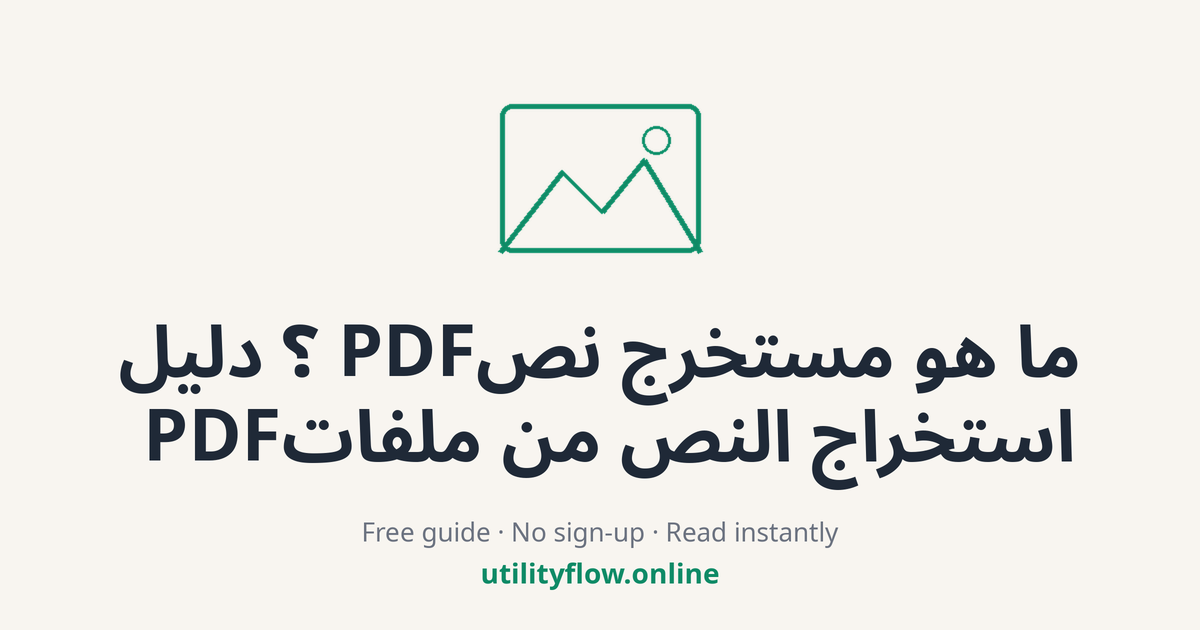 ما هو مستخرج نصPDF ؟ دليل
استخراج النص من ملفاتPDF
Free guide · No sign-up · Read instantly
utilityflow.online